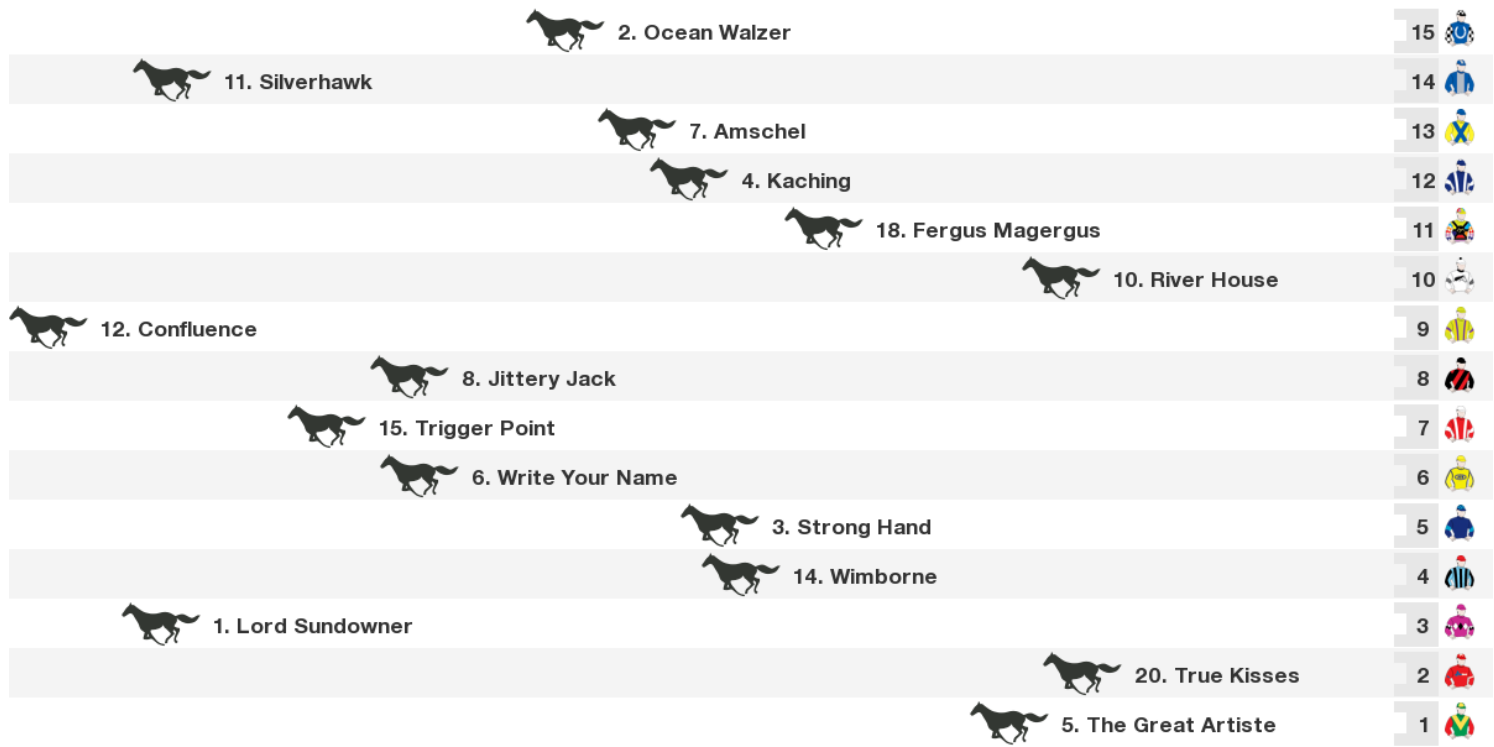 2. Ocean Walzer 15
11. Silverhawk 14
7. Amschel 13
4. Kaching 12
18. Fergus Magergus 11
10. River House 10
12. Confluence 9
8. Jittery Jack 8
15. Trigger Point 7
6. Write Your Name 6
3. Strong Hand 5
14. Wimborne 4
1. Lord Sundowner 3
20. True Kisses 2
5. The Great Artiste 1